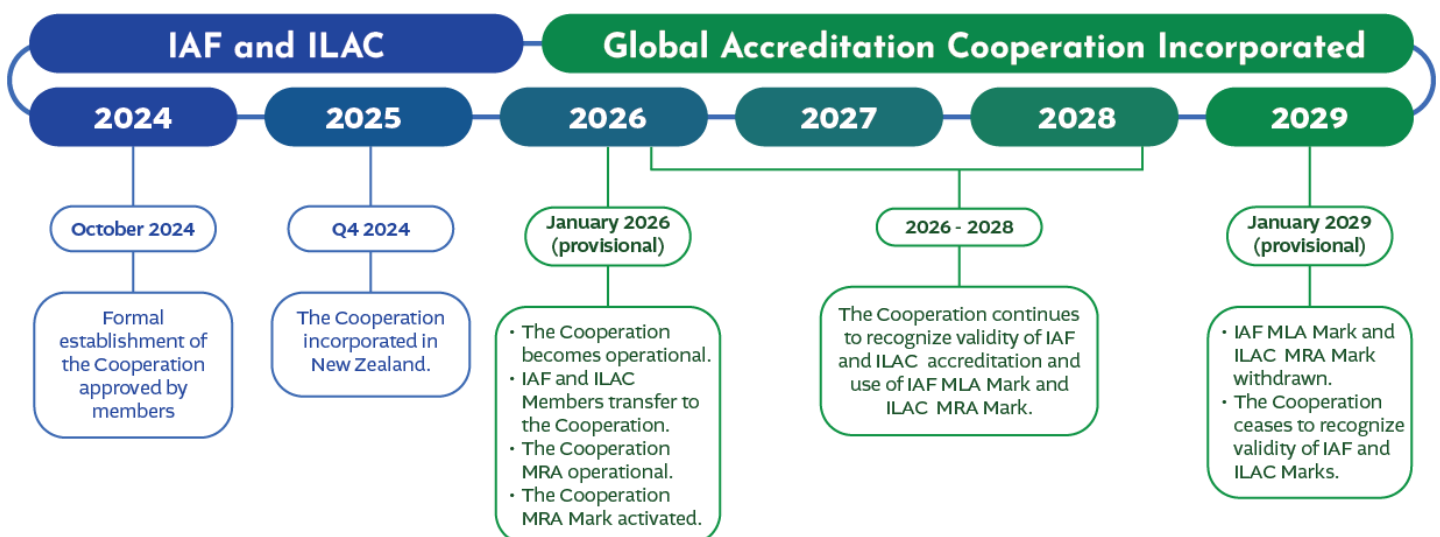 IAF and ILAC
Global Accreditation Cooperation Incorporated
2024
2025
2026
2027
2028
2029
October 2024
Formal
establishment of
the Cooperation
approved by
members
Q4 2024
The Cooperation
incorporated in
New Zealand.
January 2026
(provisional)
· The Cooperation
becomes operational.
· IAF and ILAC
Members transfer to
the Cooperation.
· The Cooperation
MRA operational.
· The Cooperation
MRA Mark activated.
2026 - 2028
The Cooperation continues
to recognize validity of IAF
and ILAC accreditation and
use of IAF MLA Mark and
ILAC MRA Mark.
January 2029
(provisional)
· IAF MLA Mark and
ILAC MRA Mark
withdrawn.
· The Cooperation
ceases to recognize
validity of IAF and
ILAC Marks.